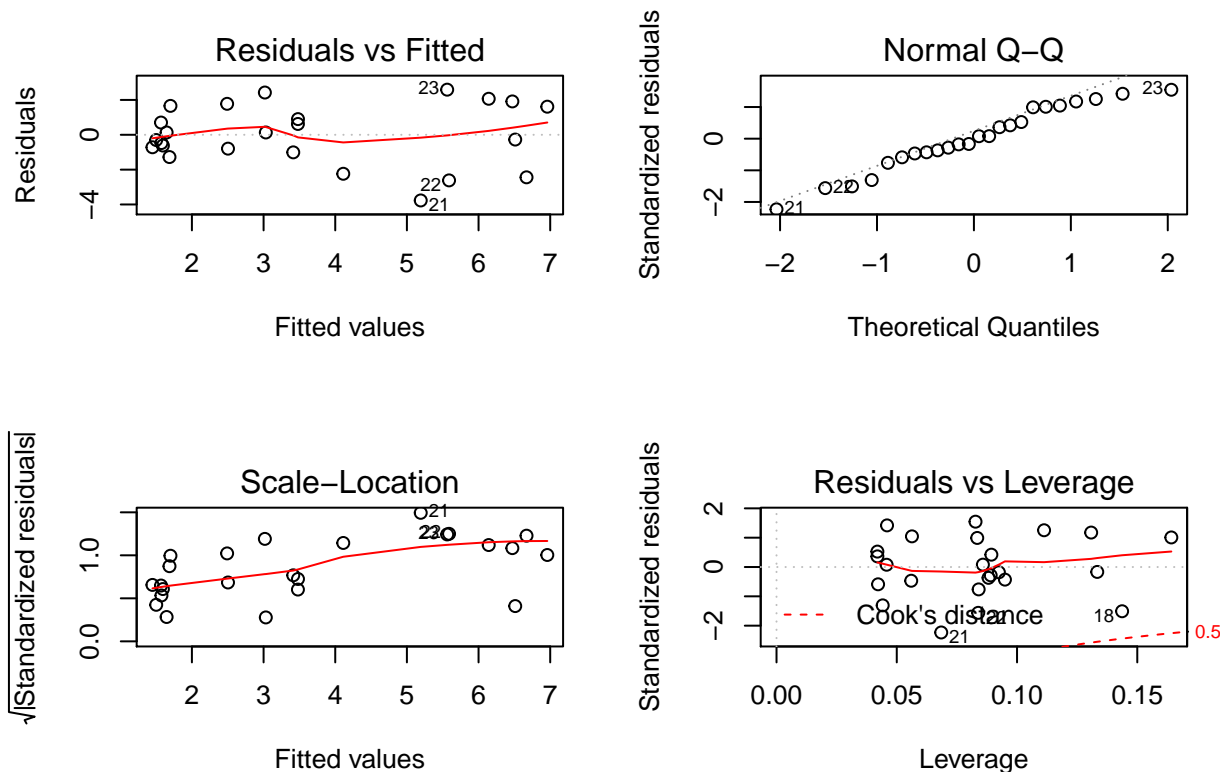 Residuals vs Fitted
Residuals
0
−4
23
22
21
2 3 4 5 6 7
Fitted values
Normal Q−Q
Standardized residuals
0
−2
21
22
23
−2 −1 0 1 2
Theoretical Quantiles
Scale−Location
√|Standardized residuals|
1.0
0.0
21
22
23
2 3 4 5 6 7
Fitted values
Residuals vs Leverage
Standardized residuals
2
0
−2
Cook's distance
21
22
18
0.5
0.00 0.05 0.10 0.15
Leverage